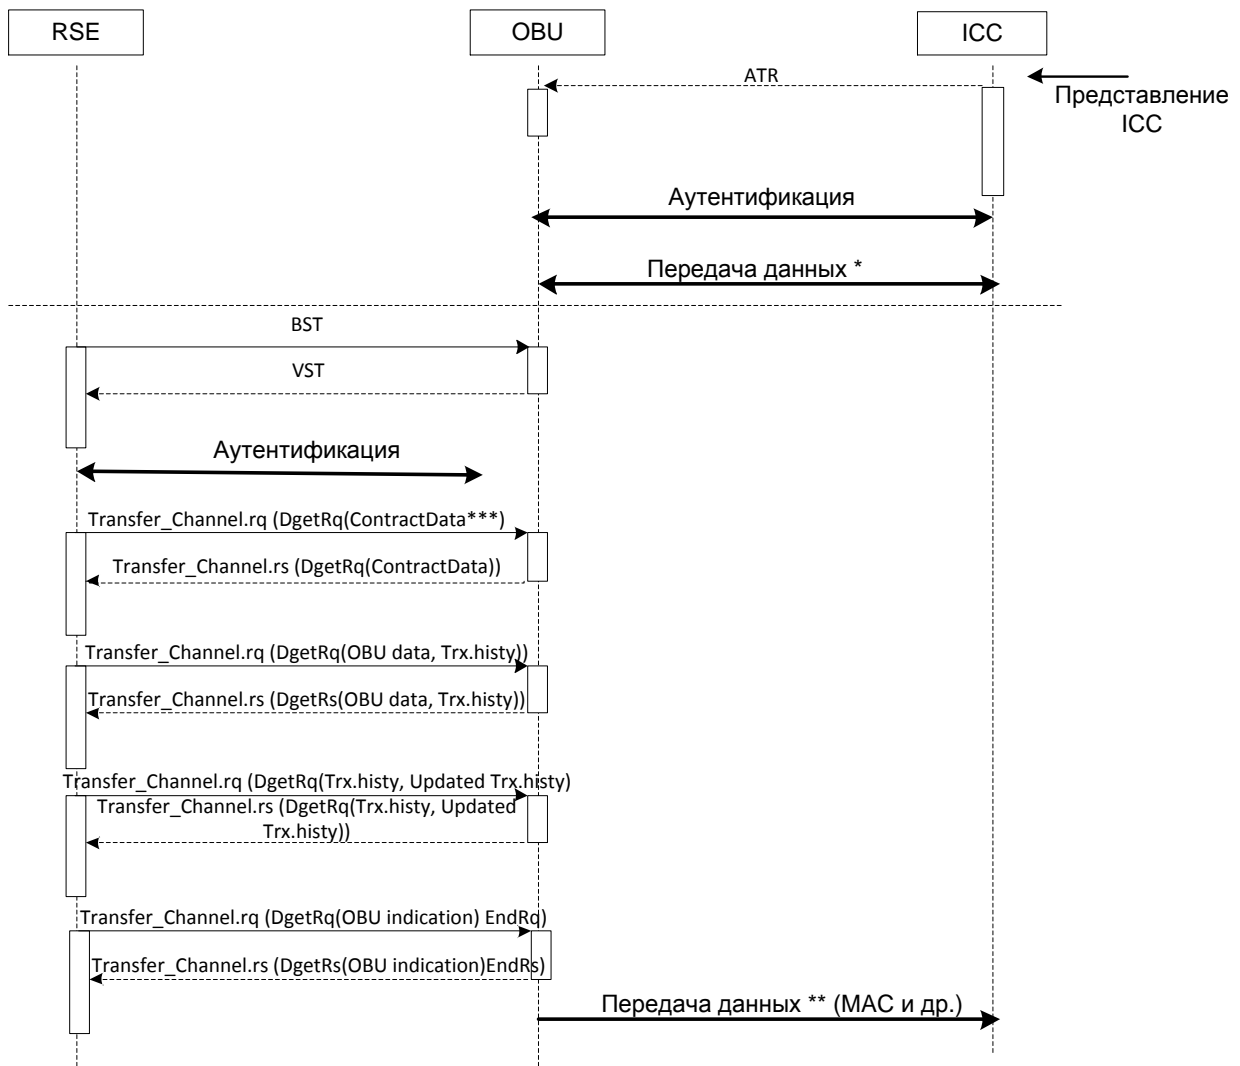 RSE
OBU
ICC
ATR
Представление
ICC
Аутентификация
Передача данных *
BST
VST
Аутентификация
Transfer_Channel.rq (DgetRq(ContractData***)
Transfer_Channel.rs (DgetRq(ContractData))
Transfer_Channel.rq (DgetRq(OBU data, Trx.histy))
Transfer_Channel.rs (DgetRs(OBU data, Trx.histy))
Transfer_Channel.rq (DgetRq(Trx.histy, Updated Trx.histy)
Transfer_Channel.rs (DgetRq(Trx.histy, Updated
Trx.histy))
Transfer_Channel.rq (DgetRq(OBU indication) EndRq)
Transfer_Channel.rs (DgetRs(OBU indication)EndRs)
Передача данных ** (MAC и др.)